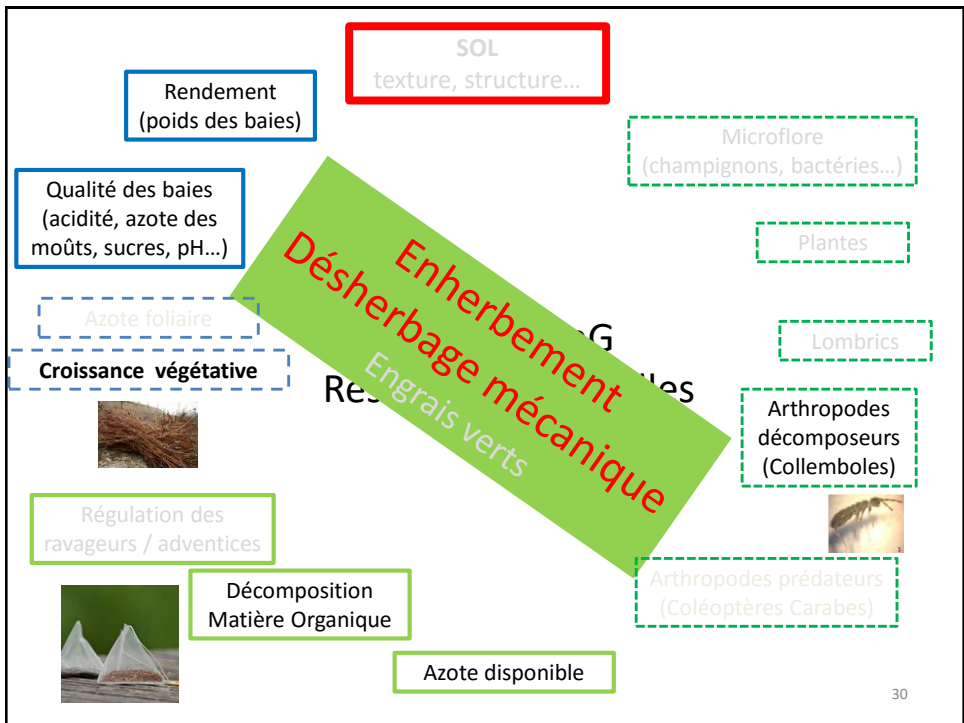 SOL
texture, structure…
Rendement
(poids des baies)
Microflore
(champignons, bactéries…)
Qualité des baies
(acidité, azote des
moûts, sucres, pH…)
Plantes
Enherbement
Désherbage mécanique
Engrais verts
Azote foliaire
Lombrics
Croissance végétative
Arthropodes
décomposeurs
(Collemboles)
Régulation des
ravageurs / adventices
Arthropodes prédateurs
(Coléoptères Carabes)
Décomposition
Matière Organique
Azote disponible
30